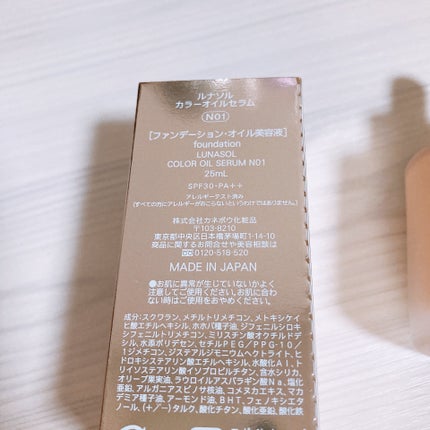 ルナソル
カラーオイルセラム
N01
[ファンデーション・オイル美容液]
foundation
LUNASOL
COLOR OIL SERUM N01
25mL
SPF30・PA++
アレルギーテスト済み
(すべての方にアレルギーがおこらないというわけではありません。)
株式会社カネボウ化粧品
〒103-8210
東京都中央区日本橋茅場町1-14-10
商品に関するお問合せや美容相談は
0120-518-520
MADE IN JAPAN
●お肌に異常が生じていないかよく
注意してご使用ください。お肌に合わ
ない時はご使用をおやめください。
成分:スクワラン、メチルトリメチコン、メトキシケイ
ヒ酸エチルヘキシル、ホホバ種子油、ジフェニルシロキ
シフェニルトリメチコン、ミリスチン酸オクチルドデ
シル、水添ポリデセン、セチルPEG/PPG-10/
1ジメチコン、ジステアルジモニウムヘクトライト、ヒ
ドロキシステアリン酸エチルヘキシル、水酸化Al、ト
リイソステアリン酸イソプロピルチタン、含水シリカ、
オリーブ果実油、ラウロイルアスパラギン酸Na、塩化
亜鉛、アルガニアスピノサ核油、コメヌカエキス、マカ
デミア種子油、アーモンド油、BHT、フェノキシエタ
ノール、(+/-)タルク、酸化チタン、酸化亜鉛、酸化鉄